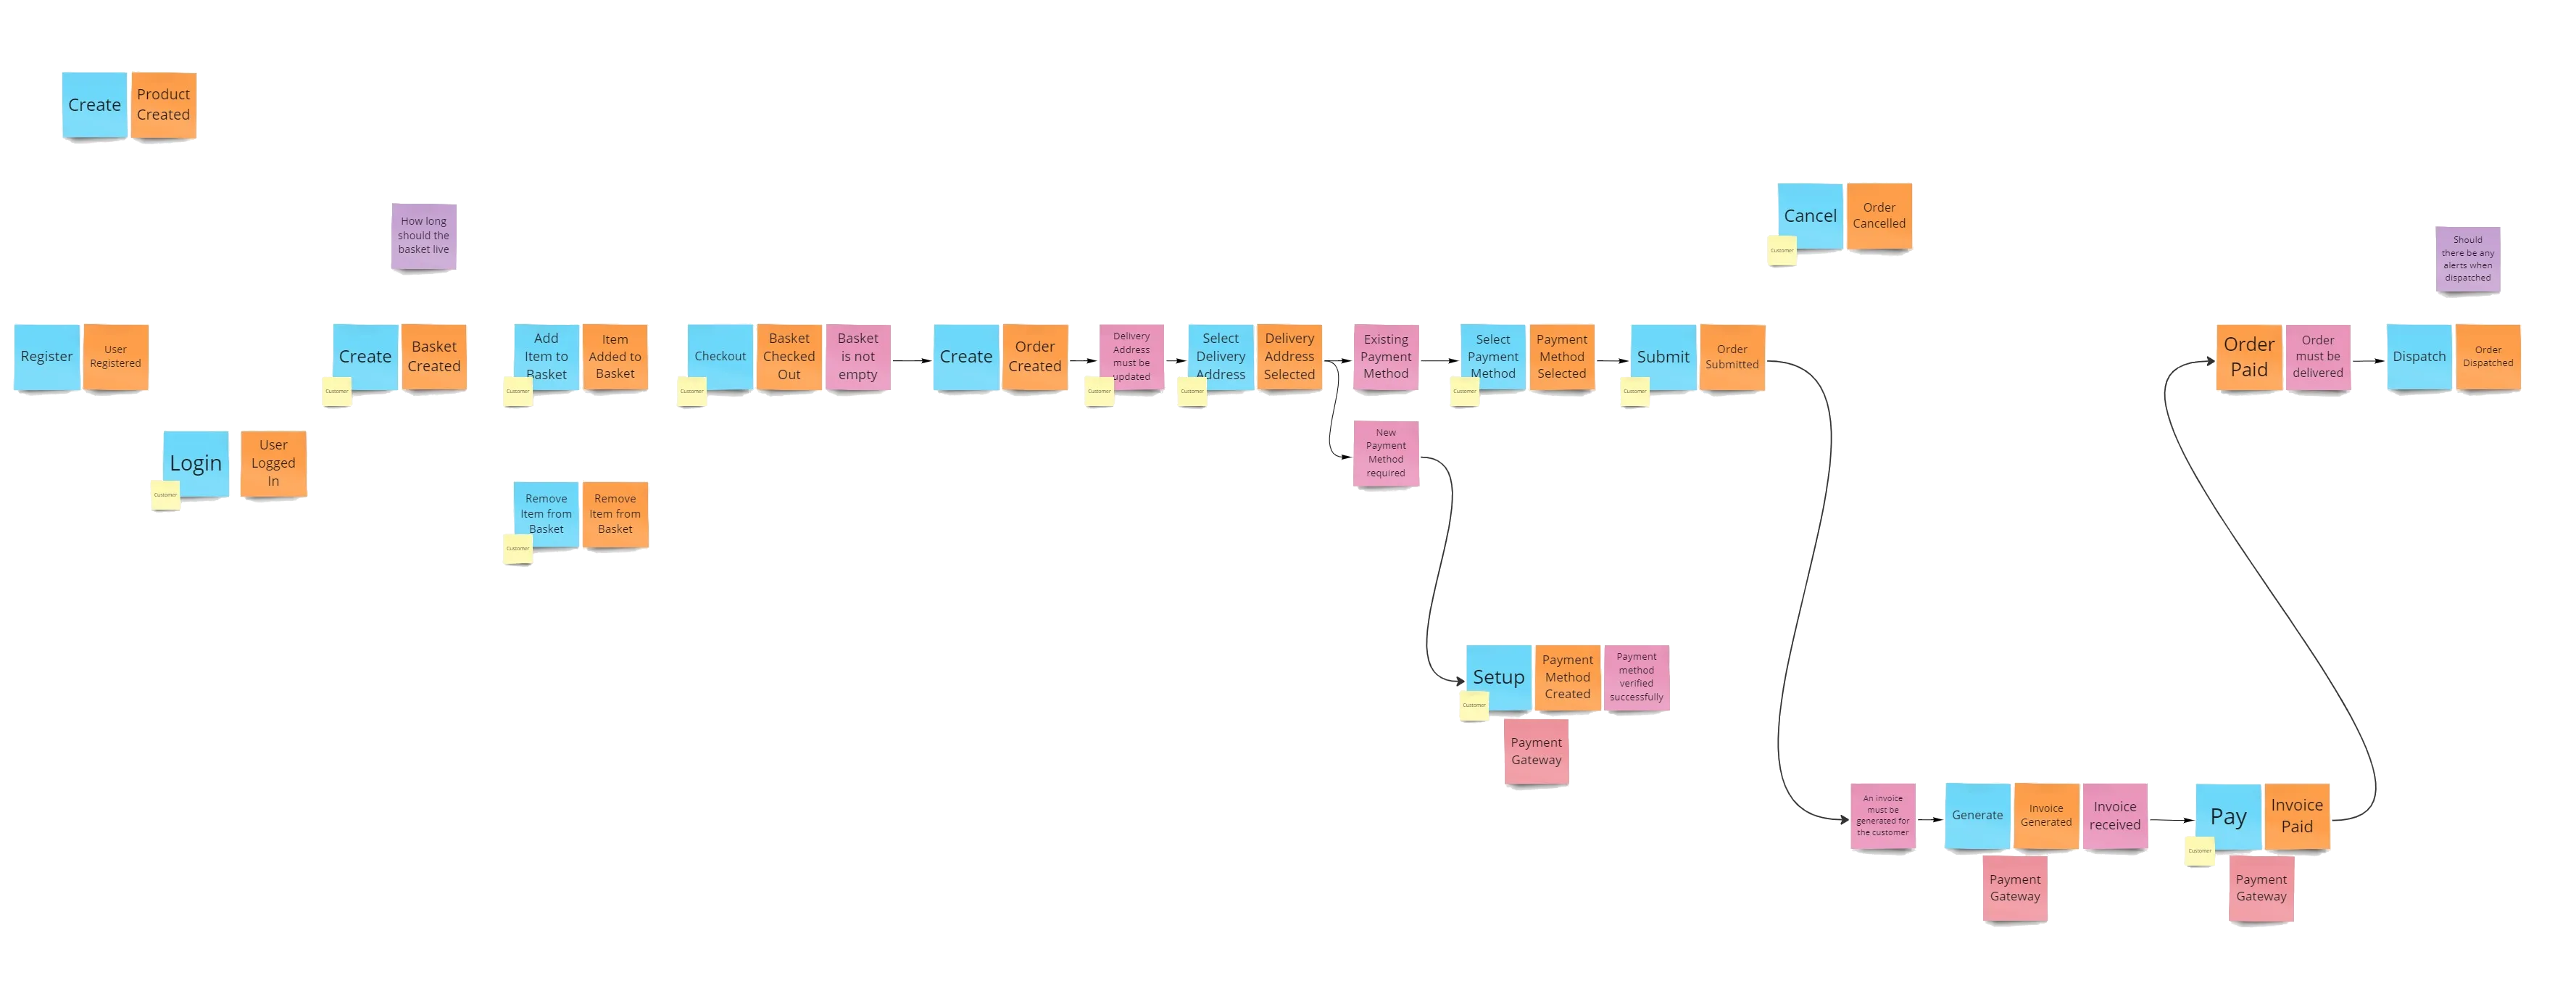 Create
Product
Created
Cancel
Order
Cancelled
Customer
How long
should the
basket live
Should
there be any
alerts when
dispatched
Register
User
Registered
Create
Customer
Basket
Created
Add
Item to
Basket
Customer
Item
Added to
Basket
Checkout
Customer
Basket
Checked
Out
Basket
is not
empty
Create
Order
Created
Delivery
Address
must be
updated
Customer
Select
Delivery
Address
Customer
Delivery
Address
Selected
Existing
Payment
Method
Select
Payment
Method
Customer
Payment
Method
Selected
Submit
Customer
Order
Submitted
Order
Paid
Order
must be
delivered
Dispatch
Order
Dispatched
Login
Customer
User
Logged
In
New
Payment
Method
required
Remove
Item from
Basket
Customer
Remove
Item from
Basket
Setup
Customer
Payment
Method
Created
Payment
method
verified
successfully
Payment
Gateway
An invoice
must be
generated for
the customer
Generate
Invoice
Generated
Invoice
received
Pay
Customer
Invoice
Paid
Payment
Gateway
Payment
Gateway